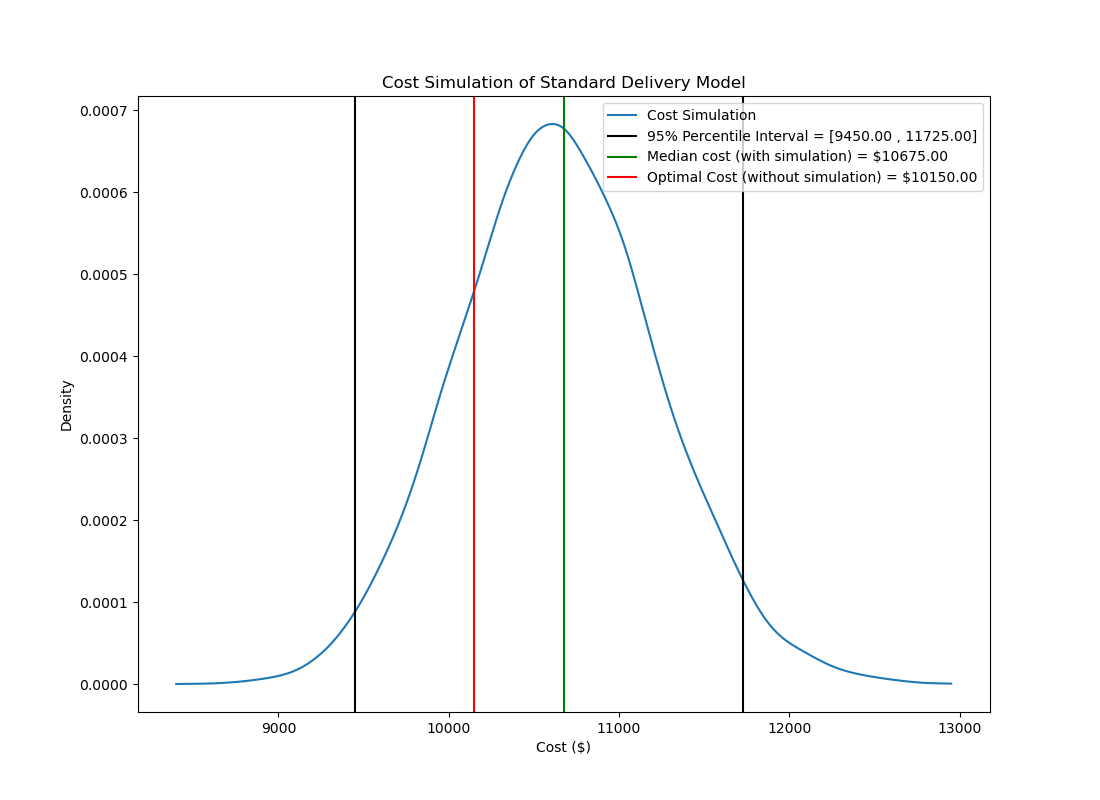 Cost Simulation of Standard Delivery Model
Cost Simulation
95% Percentile Interval = [9450.00 , 11725.00]
Median cost (with simulation) = $10675.00
Optimal Cost (without simulation) = $10150.00
Density
0.0007
0.0006
0.0005
0.0004
0.0003
0.0002
0.0001
0.0000
9000 10000 11000 12000 13000
Cost ($)